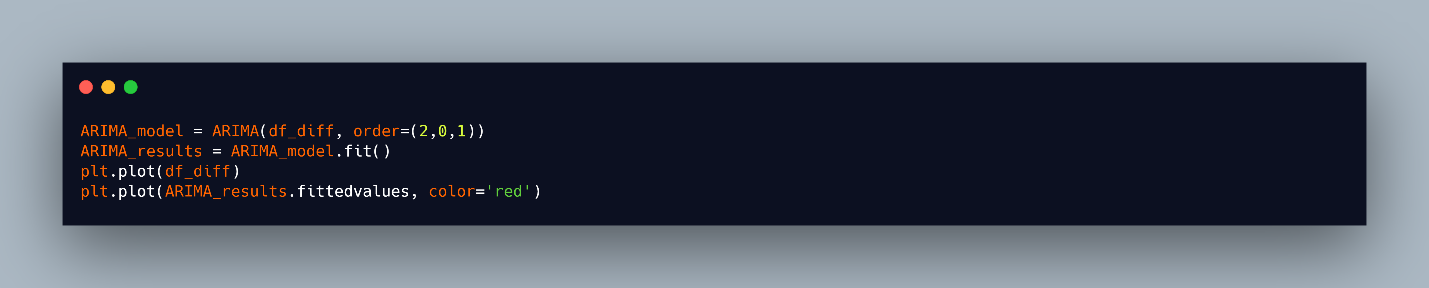 ARIMA_model = ARIMA(df_diff, order=(2,0,1))
ARIMA_results = ARIMA_model.fit()
plt.plot(df_diff)
plt.plot(ARIMA_results.fittedvalues, color='red')